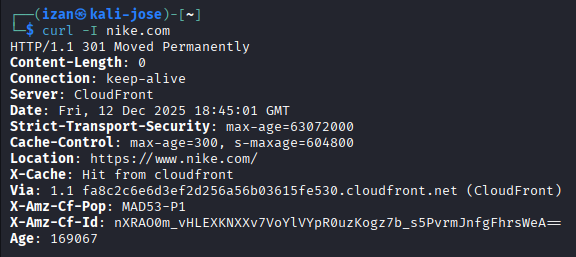 ┌──(izan㉿kali-jose)-[~]
└─$ curl -I nike.com
HTTP/1.1 301 Moved Permanently
Content-Length: 0
Connection: keep-alive
Server: CloudFront
Date: Fri, 12 Dec 2025 18:45:01 GMT
Strict-Transport-Security: max-age=63072000
Cache-Control: max-age=300, s-maxage=604800
Location: https://www.nike.com/
X-Cache: Hit from cloudfront
Via: 1.1 fa8c2c6e6d3ef2d256a56b03615fe530.cloudfront.net (CloudFront)
X-Amz-Cf-Pop: MAD53-P1
X-Amz-Cf-Id: nXRAO0m_vHLEXKNXXv7VoYlVYpR0uzKogz7b_s5PvrmJnfgFhrsWeA==
Age: 169067